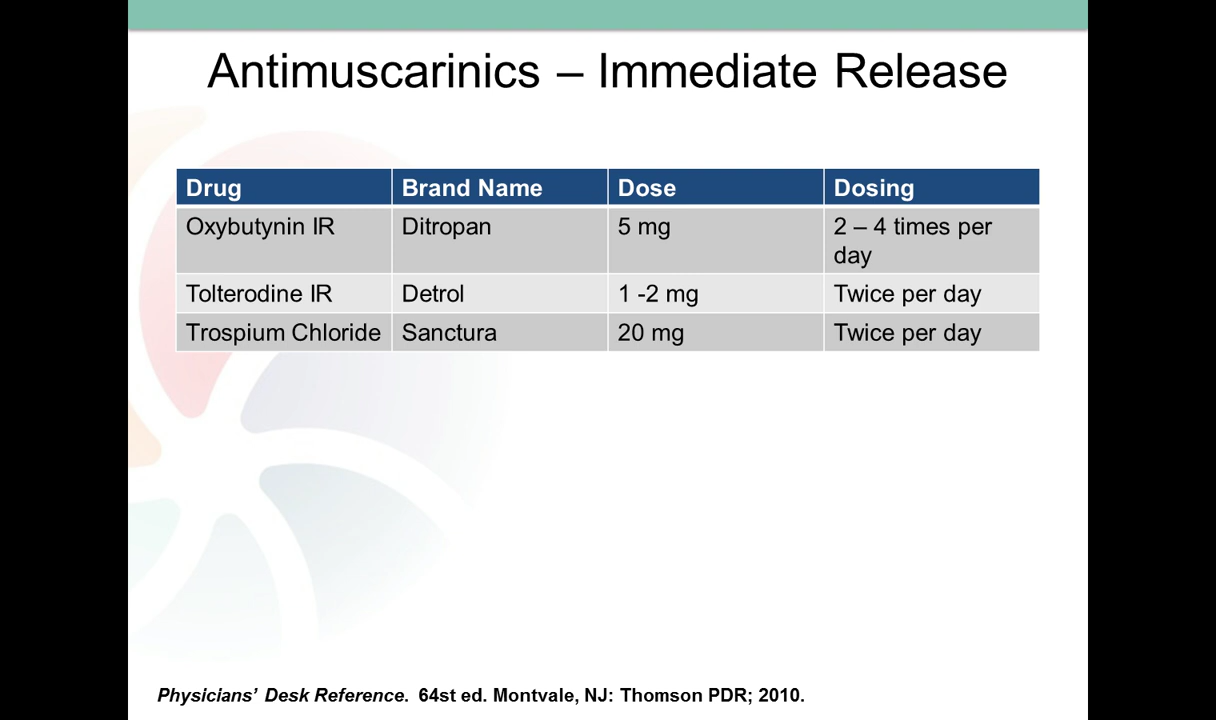 Antimuscarinics – Immediate Release
Drug Brand Name Dose Dosing
Oxybutynin IR Ditropan 5 mg 2 – 4 times per
day
Tolterodine IR Detrol 1 -2 mg Twice per day
Trospium Chloride Sanctura 20 mg Twice per day
Physicians’ Desk Reference. 64st ed. Montvale, NJ: Thomson PDR; 2010.